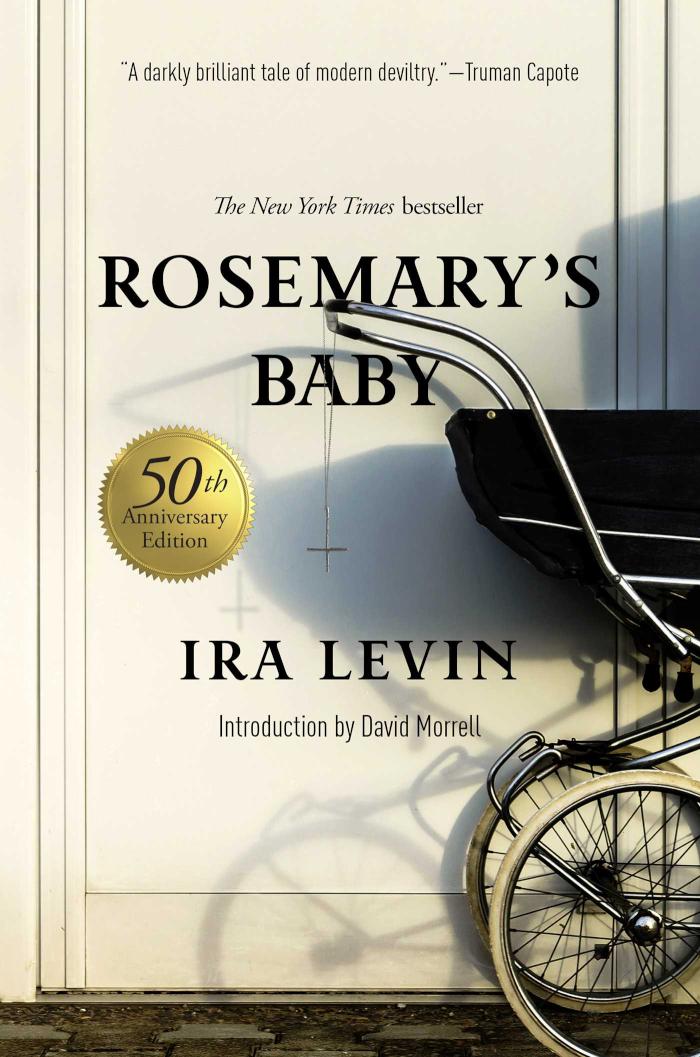 “A darkly brilliant tale of modern deviltry.”—Truman Capote
The New York Times bestseller
ROSEMARY’S
BABY
50th
Anniversary
Edition
IRA LEVIN
Introduction by David Morrell